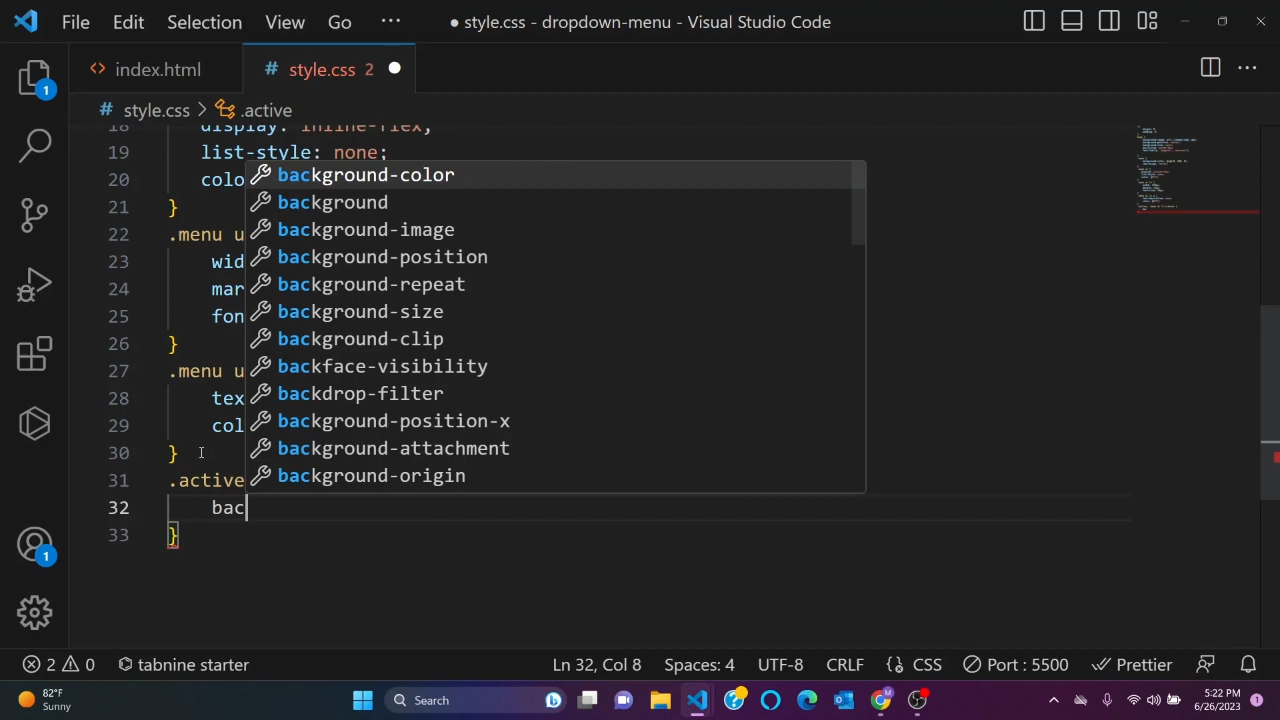 File Edit Selection View Go ··· ● style.css - dropdown-menu - Visual Studio Code
index.html # style.css 2 ●
# style.css > .active
18 display: inline-flex;
19 list-style: none;
20 colo
21 }
22 .menu u
23 wid
24 mar
25 fon
26 }
27 .menu u
28 tex
29 col
30 }
31 .active
32 bac
33 }
background-color
background
background-image
background-position
background-repeat
background-size
background-clip
backface-visibility
backdrop-filter
background-position-x
background-attachment
background-origin
1
1
2 0 tabnine starter Ln 32, Col 8 Spaces: 4 UTF-8 CRLF {} CSS Port : 5500 Prettier
82°F
Sunny
Search
5:22 PM
6/26/2023
1